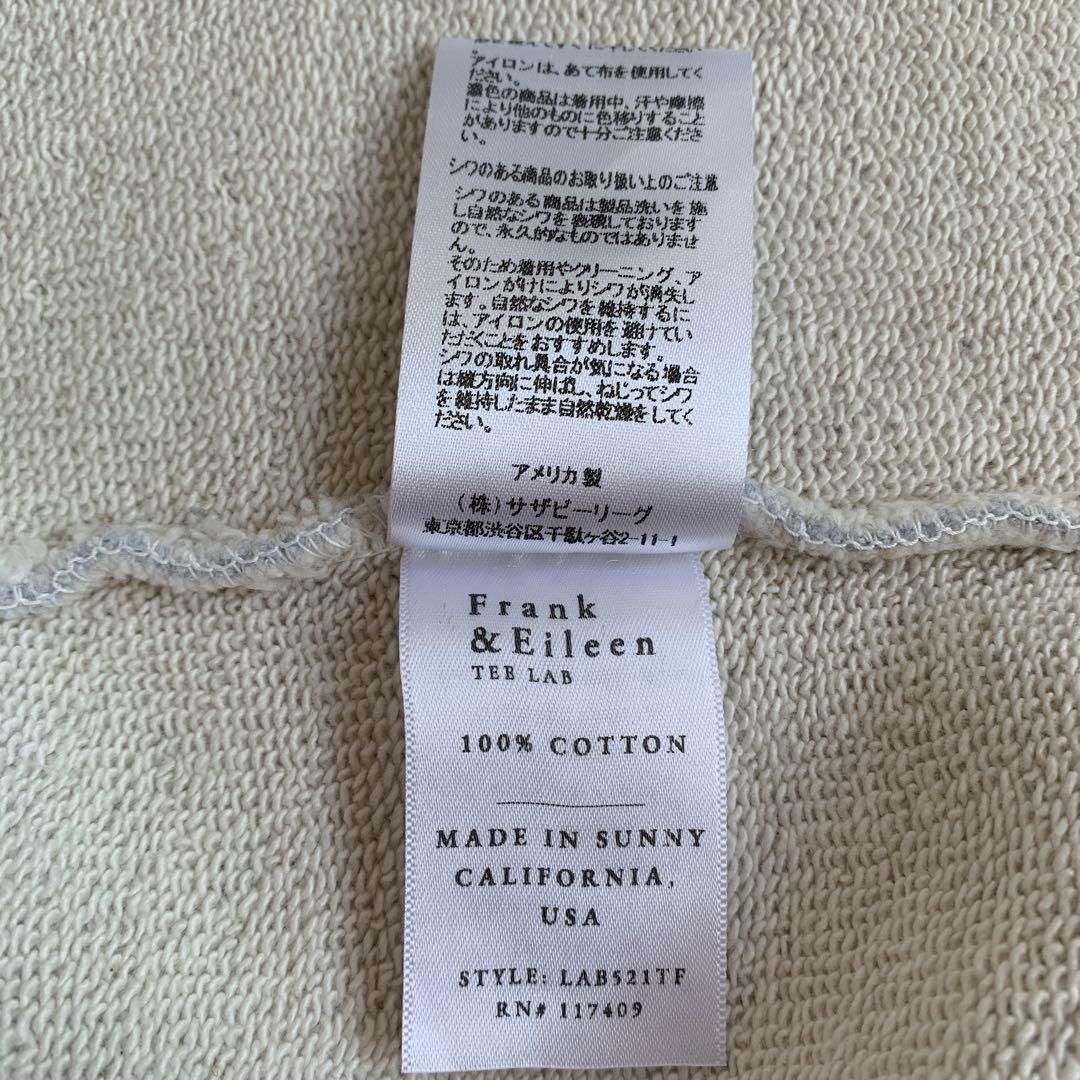 アイロンは、あて布を使用してく
ださい。
濃色の商品は着用中、汗や摩擦
により他のものに色移りすること
がありますので十分ご注意くださ
い。
シワのある商品のお取り扱い上のご注意
シワのある商品は製品洗いを施
し自然なシワを表現しております
ので、永久的なものではありませ
ん。
そのため着用やクリーニング、ア
イロンがけによりシワが消失し
ます。自然なシワを維持するに
は、アイロンの使用を避けてい
ただくことをおすすめします。
シワの取れ具合が気になる場合
は縦方向に伸ばし、ねじってシワ
を維持したまま自然乾燥をしてく
ださい。
アメリカ製
(株)サザビーリーグ
東京都渋谷区千駄ヶ谷2-11-1
Frank
&Eileen
TEE LAB
100% COTTON
MADE IN SUNNY
CALIFORNIA,
USA
STYLE: LAB521TF
RN# 117409